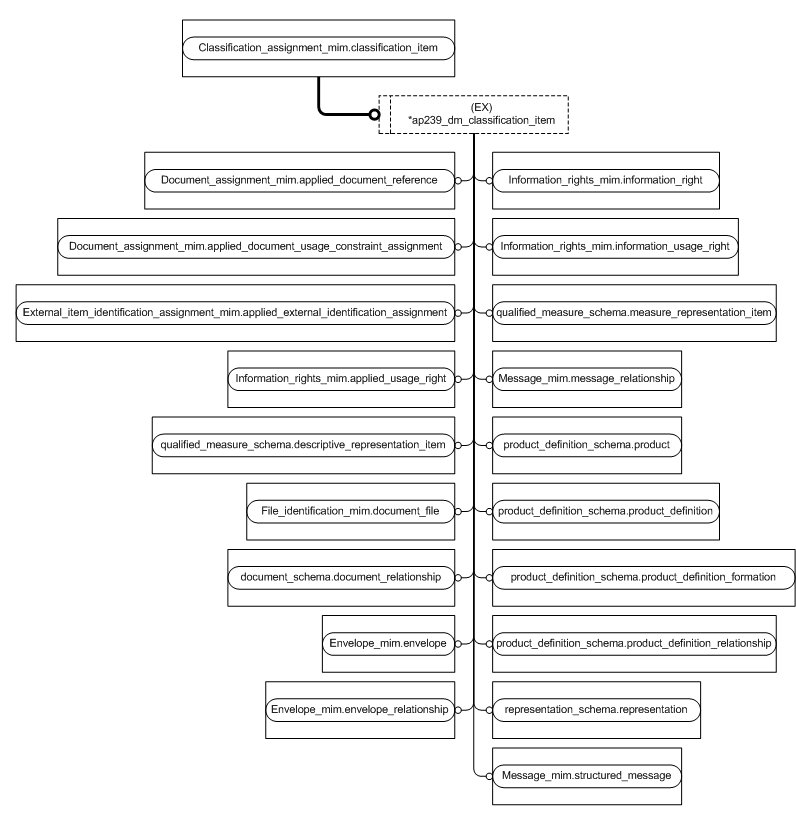 Classification_assignment_mim.classification_item
(EX)
*ap239_dm_classification_item
Document_assignment_mim.applied_document_reference
Information_rights_mim.information_right
Document_assignment_mim.applied_document_usage_constraint_assignment
Information_rights_mim.information_usage_right
External_item_identification_assignment_mim.applied_external_identification_assignment
qualified_measure_schema.measure_representation_item
Information_rights_mim.applied_usage_right
Message_mim.message_relationship
qualified_measure_schema.descriptive_representation_item
product_definition_schema.product
File_identification_mim.document_file
product_definition_schema.product_definition
document_schema.document_relationship
product_definition_schema.product_definition_formation
Envelope_mim.envelope
product_definition_schema.product_definition_relationship
Envelope_mim.envelope_relationship
representation_schema.representation
Message_mim.structured_message